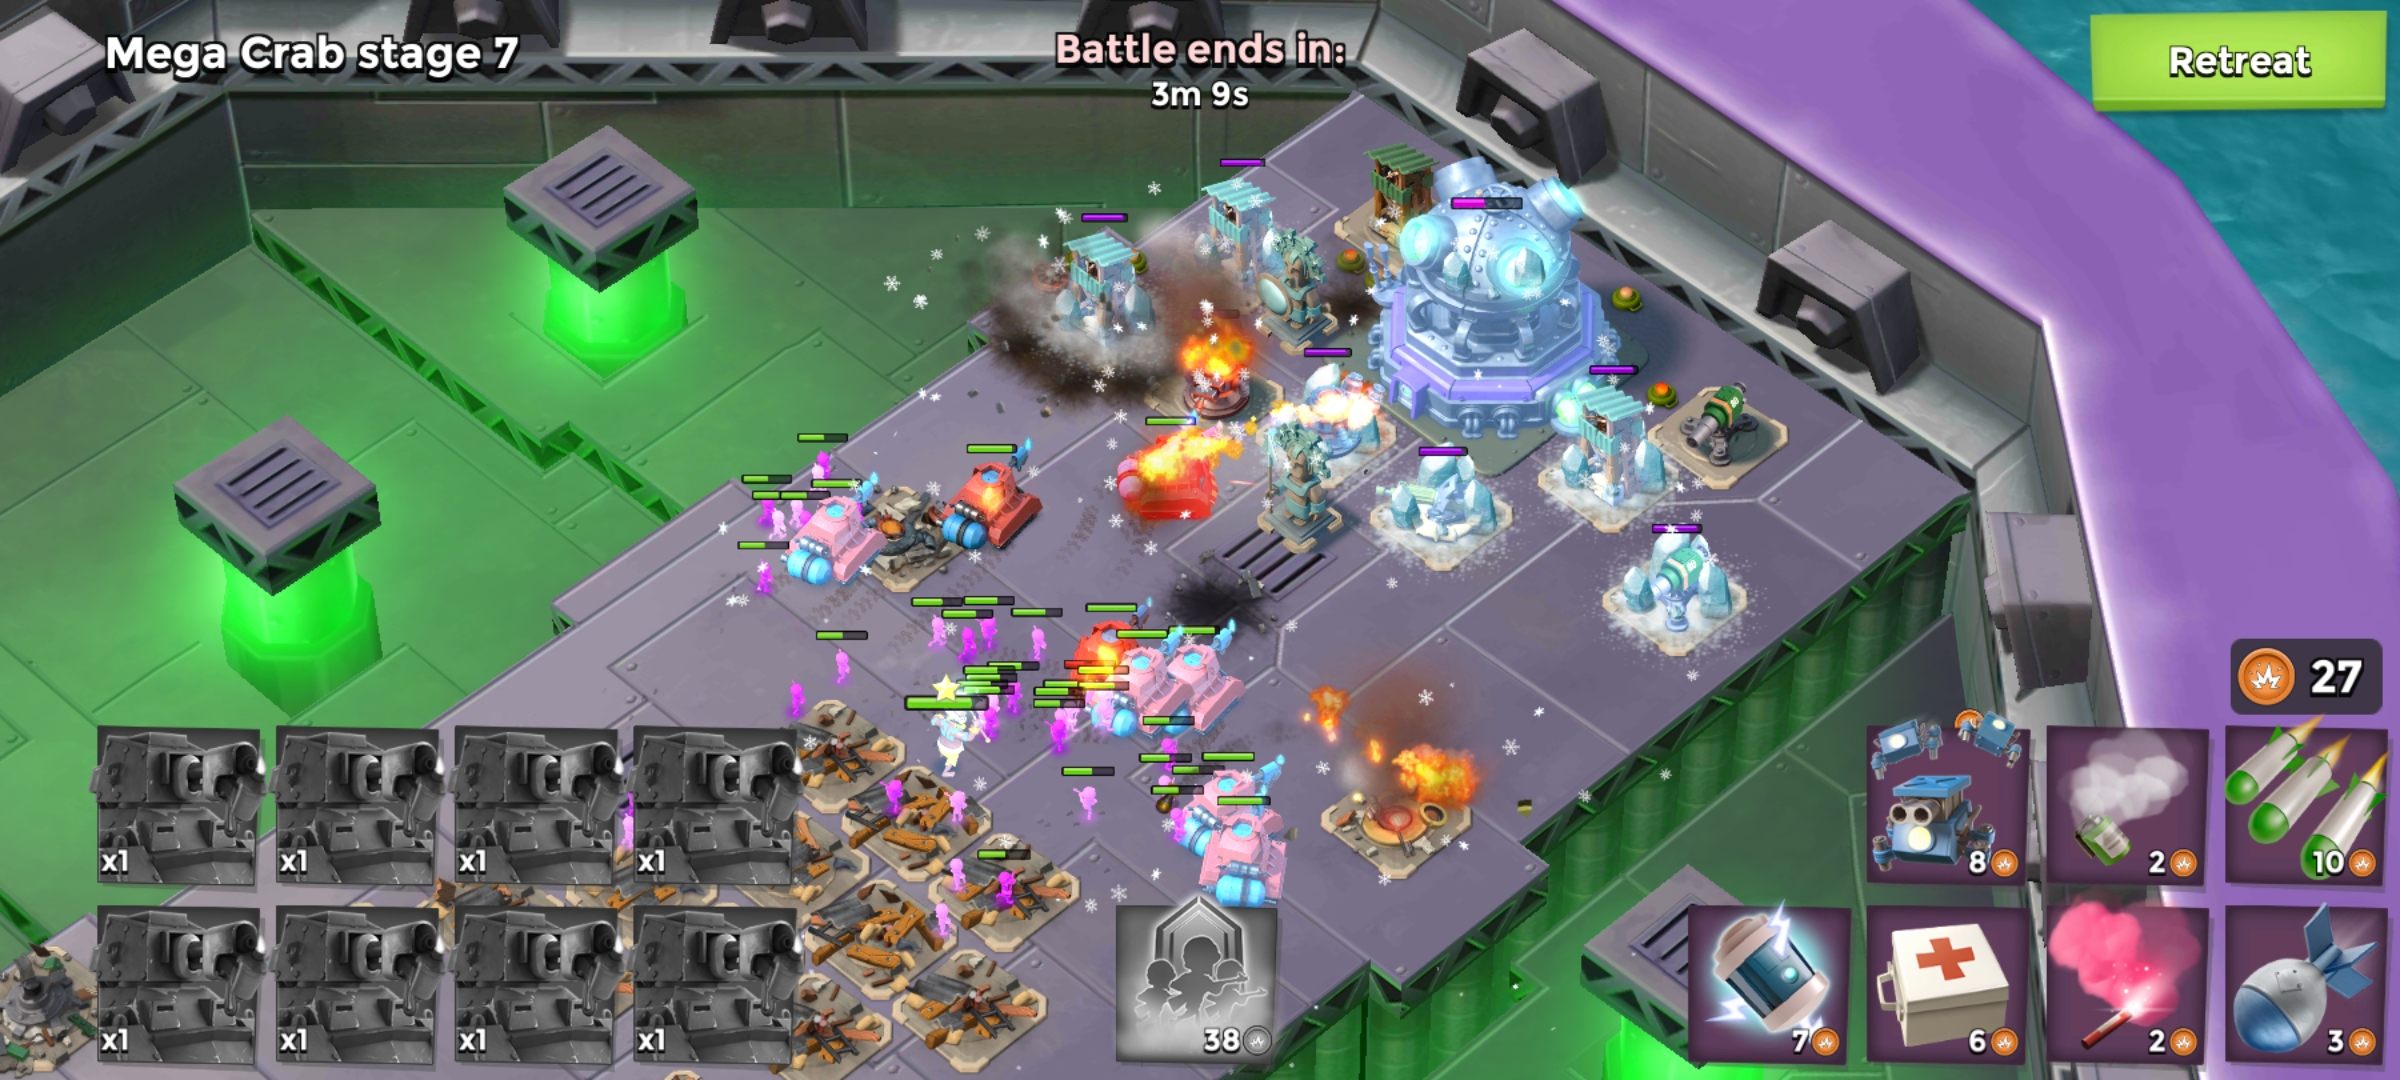 Mega Crab stage 7
Battle ends in:
3m 9s
Retreat
27
x1 x1 x1 x1
8 2 10
x1 x1 x1 x1
38 7 6 2 3